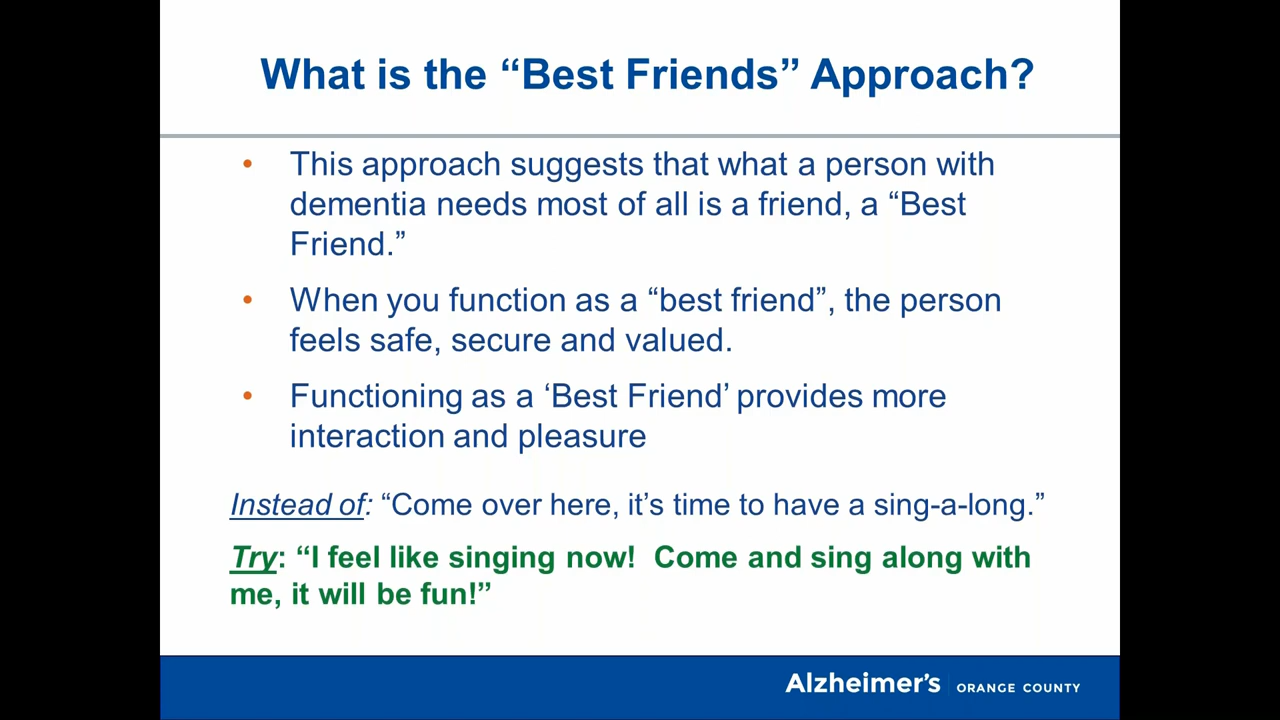 What is the “Best Friends” Approach?
• This approach suggests that what a person with
dementia needs most of all is a friend, a “Best
Friend.”
• When you function as a “best friend”, the person
feels safe, secure and valued.
• Functioning as a ‘Best Friend’ provides more
interaction and pleasure
Instead of: “Come over here, it’s time to have a sing-a-long.”
Try: “I feel like singing now!  Come and sing along with
me, it will be fun!”
Alzheimer’s ORANGE COUNTY